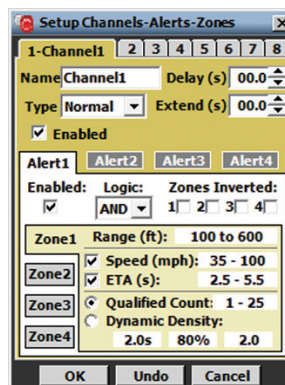 Setup Channels-Alerts-Zones
1-Channel1 2 3 4 5 6 7 8
Name Channel1 Delay (s) 00.0
Type Normal Extend (s) 00.0
Enabled
Alert1 Alert2 Alert3 Alert4
Enabled: Logic: Zones Inverted:
AND 1 2 3 4
Zone1 Range (ft): 100 to 600
Speed (mph): 35 - 100
Zone2 ETA (s): 2.5 - 5.5
Zone3 Qualified Count: 1 - 25
Dynamic Density:
Zone4 2.0s 80% 2.0
OK Undo Cancel